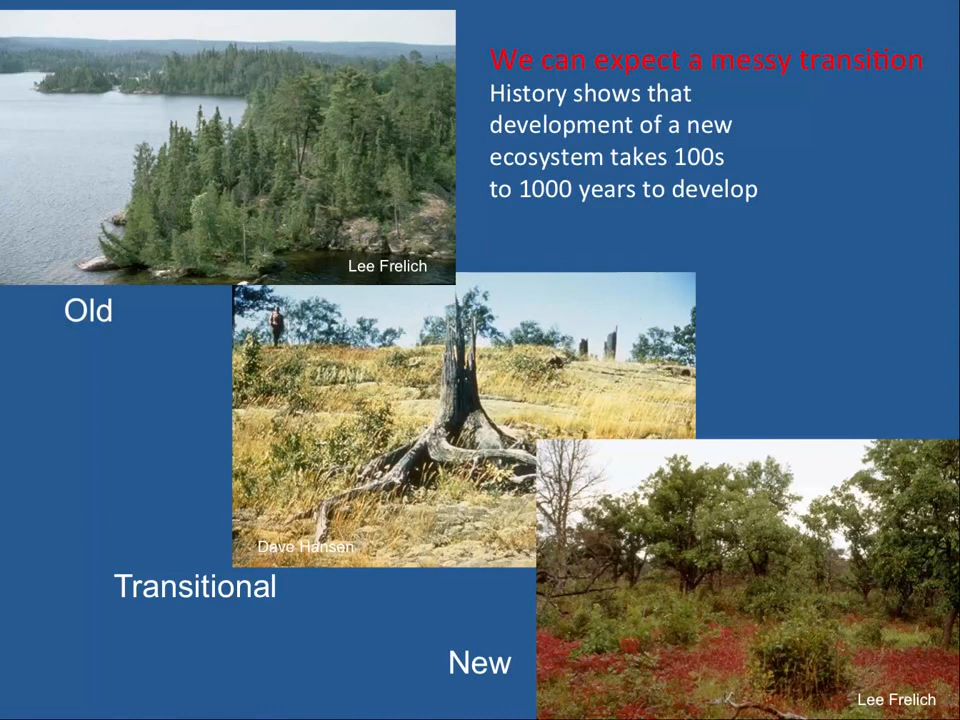 We can expect a messy transition
History shows that
development of a new
ecosystem takes 100s
to 1000 years to develop
Lee Frelich
Old
Dave Hansen
Transitional
New
Lee Frelich